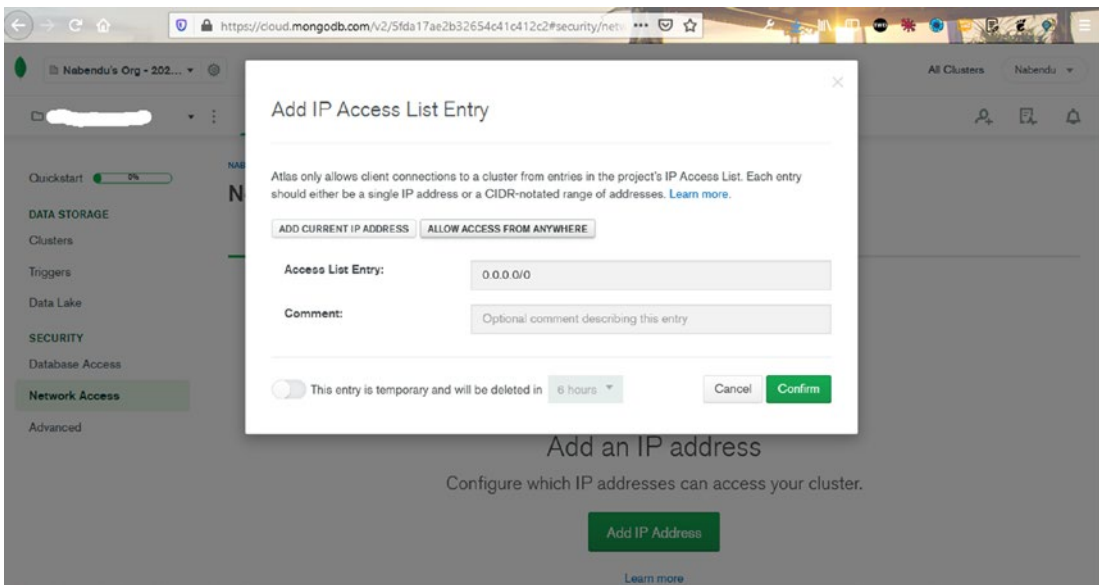 https://cloud.mongodb.com/v2/5fda17ae2b32654c41c412c2#security/netw
Nabendu's Org - 202...
All Clusters
Nabendu
Add IP Access List Entry
Atlas only allows client connections to a cluster from entries in the project's IP Access List. Each entry
should either be a single IP address or a CIDR-notated range of addresses. Learn more.
ADD CURRENT IP ADDRESS
ALLOW ACCESS FROM ANYWHERE
Access List Entry:
0.0.0.0/0
Comment:
Optional comment describing this entry
This entry is temporary and will be deleted in
6 hours
Cancel
Confirm
Quickstart
0%
DATA STORAGE
Clusters
Triggers
Data Lake
SECURITY
Database Access
Network Access
Advanced
NAB
N
Add an IP address
Configure which IP addresses can access your cluster.
Add IP Address
Learn more